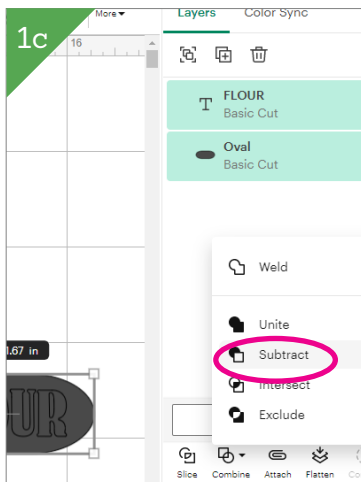 1c
More
Layers Color Sync
16
FLOUR
Basic Cut
Oval
Basic Cut
Weld
Unite
Subtract
Intersect
Exclude
1.67 in
OUR
Slice Combine Attach Flatten